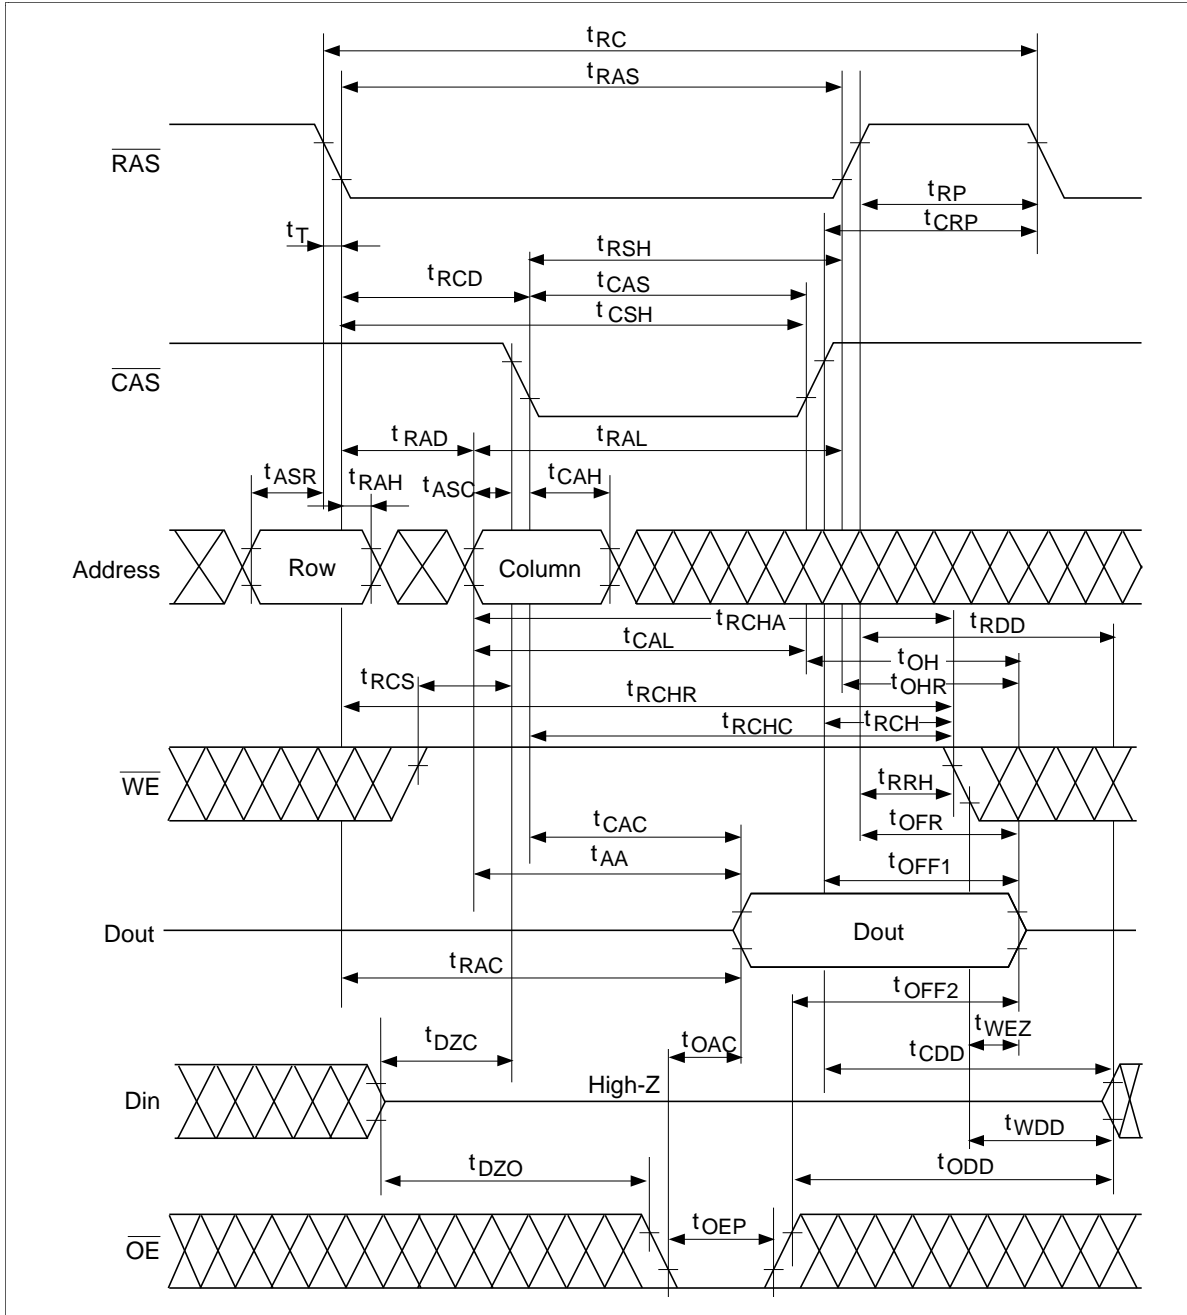 tRC
tRAS
RAS
tRP
tCRP
tT
tRSH
tRCD
tCAS
tCSH
CAS
tRAD
tRAL
tASR
tRAH
tASC
tCAH
Address
Row
Column
tRCHA
tRDD
tCAL
tOH
tRCS
tOHR
tRCHR
tRCH
tRCHC
WE
tRRH
tCAC
tOFR
tAA
tOFF1
Dout
Dout
tRAC
tOFF2
tWEZ
tDZC
tOAC
tCDD
High-Z
Din
tWDD
tDZO
tODD
tOEP
OE